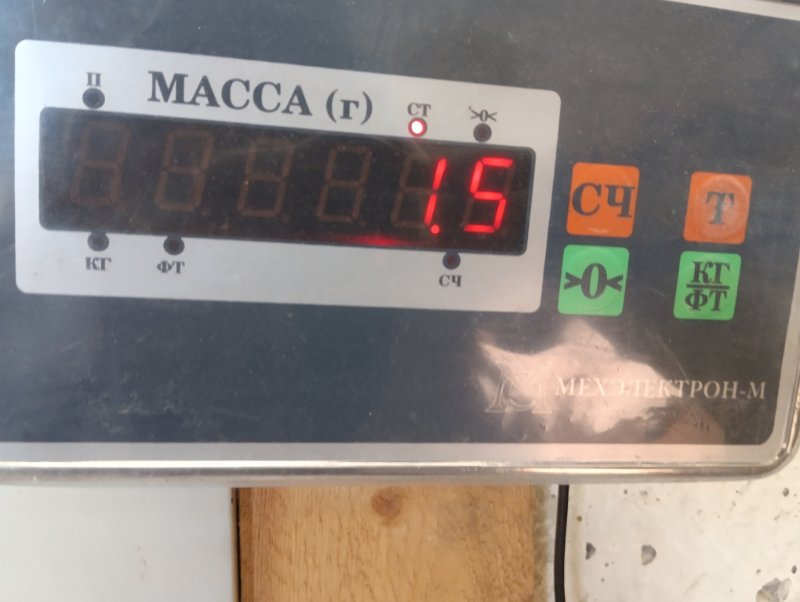 П
МАССА (г)
СТ
>0<
1.5
КГ
ФТ
СЧ
СЧ
Т
>0<
КГ
ФТ
МЕХЭЛЕКТРОН-М